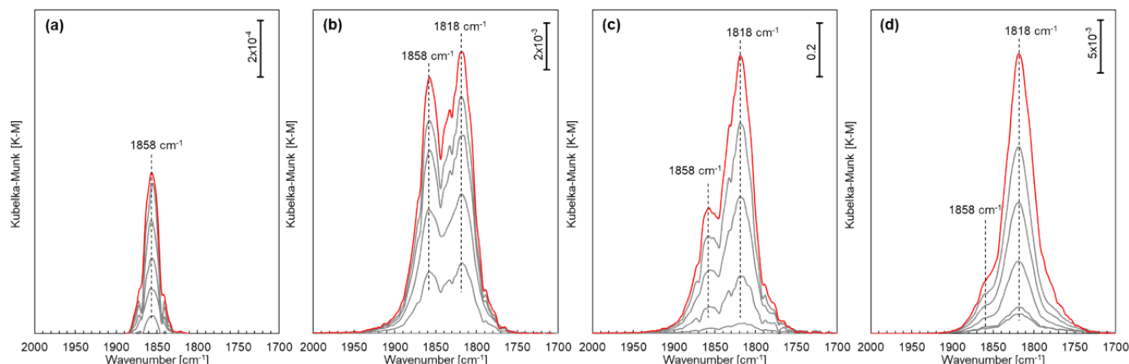 (a)
2x10-4
1858 cm-1
Kubelka-Munk [K-M]
2000 1950 1900 1850 1800 1750 1700
Wavenumber [cm-1]
(b)
1818 cm-1
2x10-3
1858 cm-1
Kubelka-Munk [K-M]
2000 1950 1900 1850 1800 1750 1700
Wavenumber [cm-1]
(c)
1818 cm-1
0.2
1858 cm-1
Kubelka-Munk [K-M]
2000 1950 1900 1850 1800 1750 1700
Wavenumber [cm-1]
(d)
1818 cm-1
5x10-3
1858 cm-1
Kubelka-Munk [K-M]
2000 1950 1900 1850 1800 1750 1700
Wavenumber [cm-1]